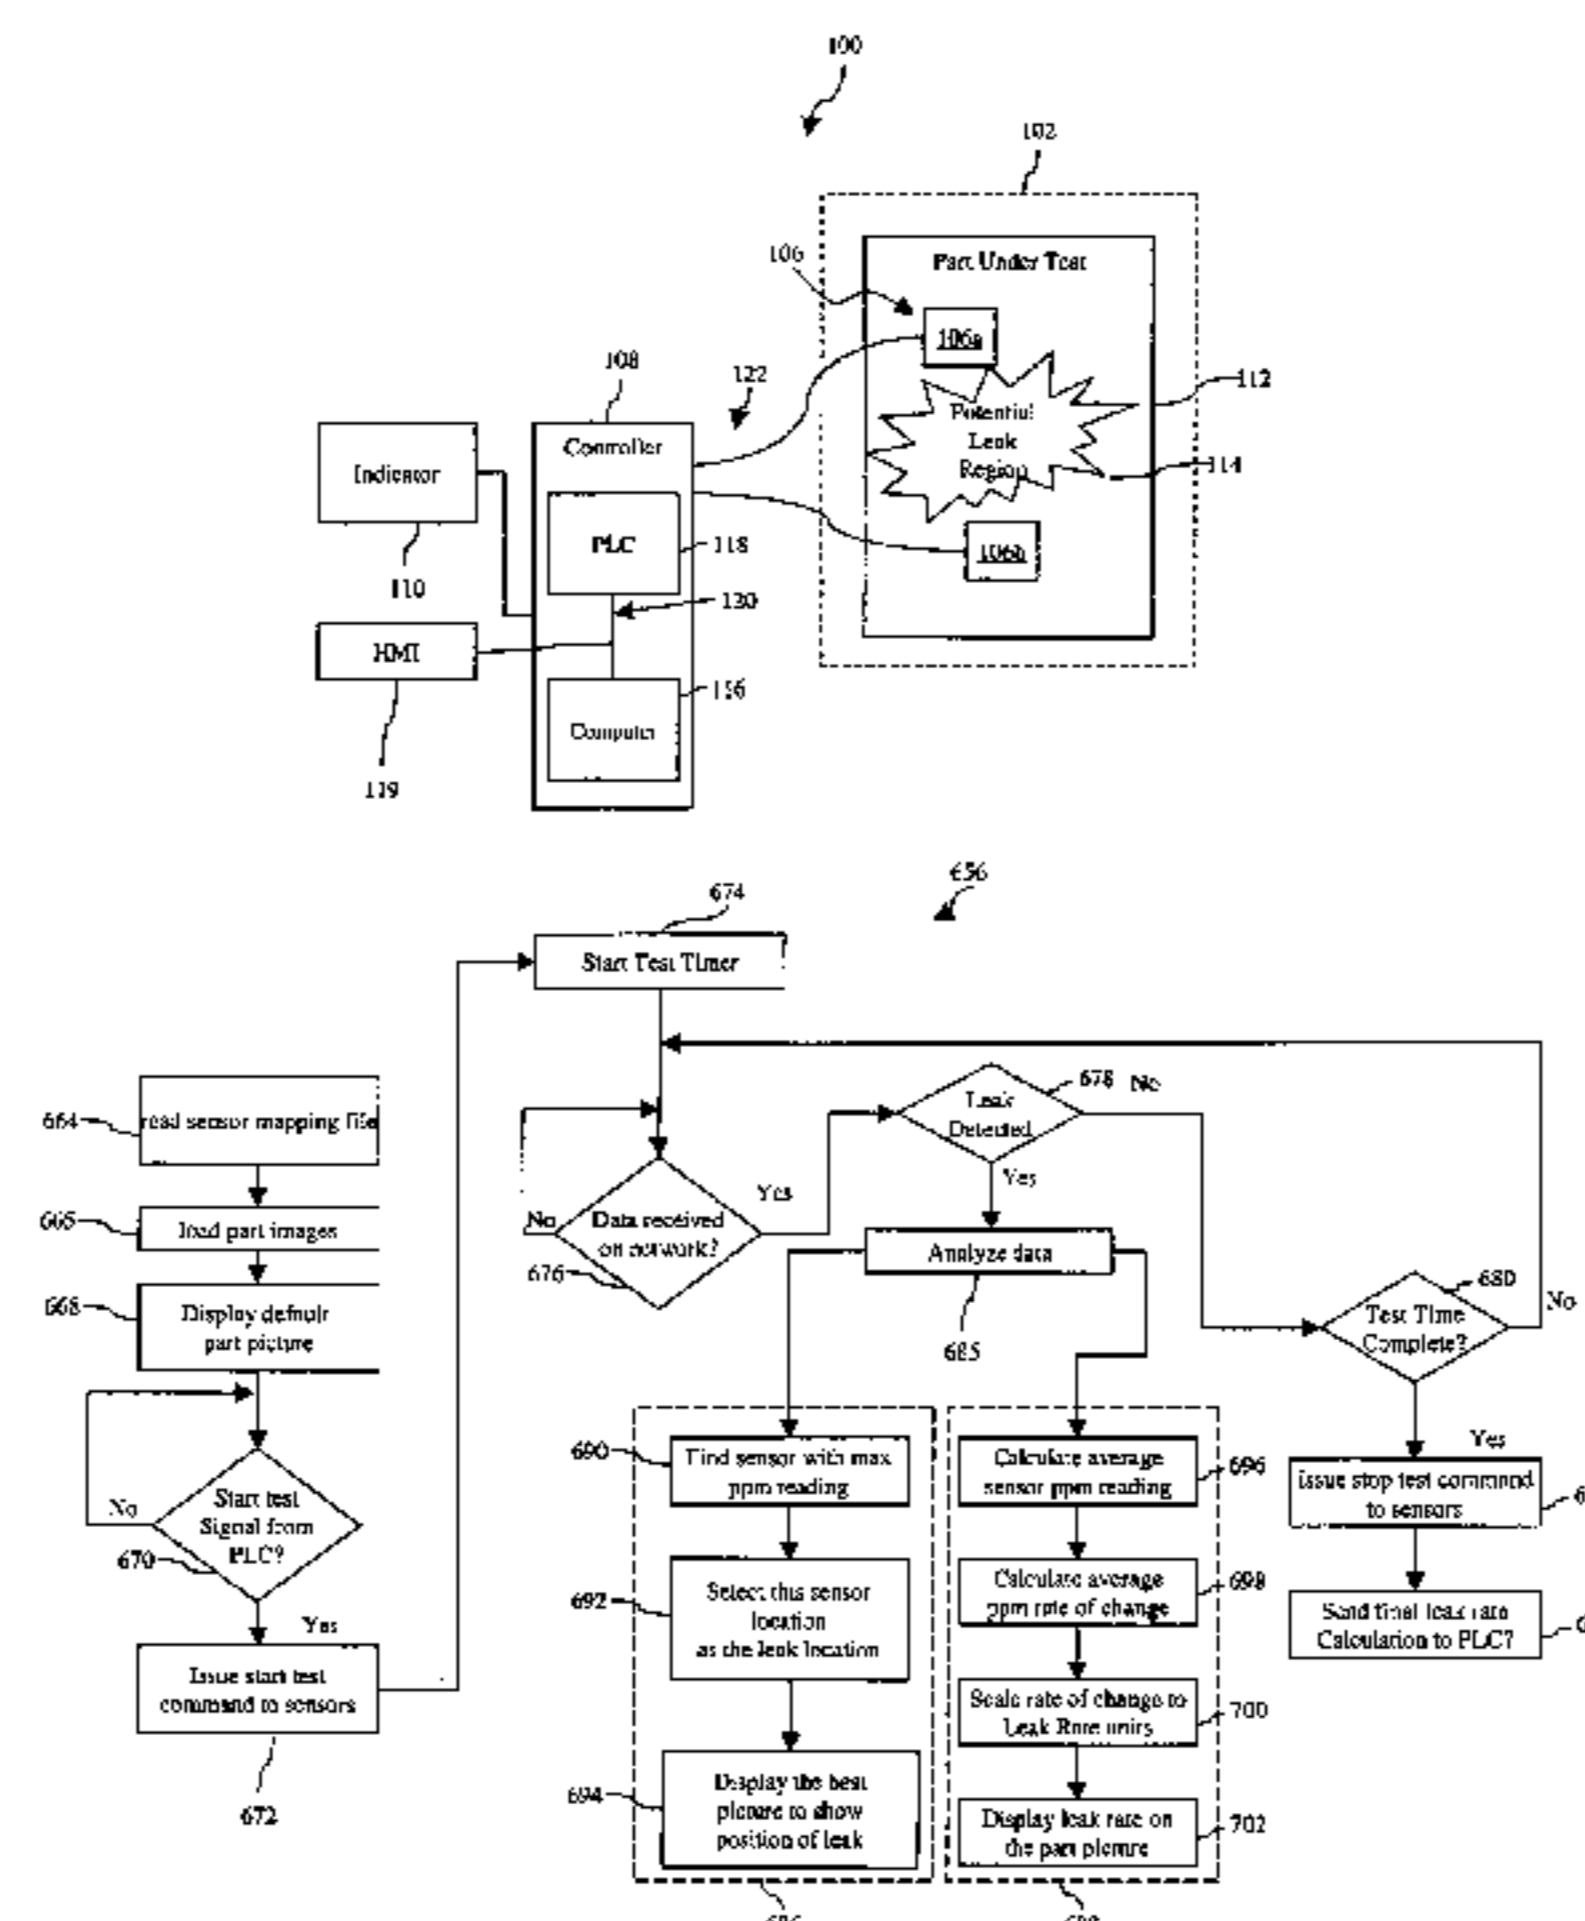 100
102
106
Part Under Test
106a
108
122
112
Potential
Leak
Region
114
Controller
Indicator
PLC
118
106b
110
120
HMI
Computer
119
656
674
Start Test Timer
664
read sensor mapping file
678
No
Leak
Detected
Yes
load part images
Yes
No
Data received
on network?
676
Analyze data
685
668
Display default
part picture
680
Test Time
Complete?
No
690
Find sensor with max
ppm reading
Calculate average
sensor ppm reading
696
Yes
Issue stop test command
to sensors
No
Start test
Signal from
PLC?
670
692
Select this sensor
location
as the leak location
Calculate average
ppm rate of change
698
Send final leak rate
Calculation to PLC?
Yes
Issue start test
command to sensors
672
Scale rate of change to
Leak Rate units
700
694
Display the best
picture to show
position of leak
Display leak rate on
the part picture
702